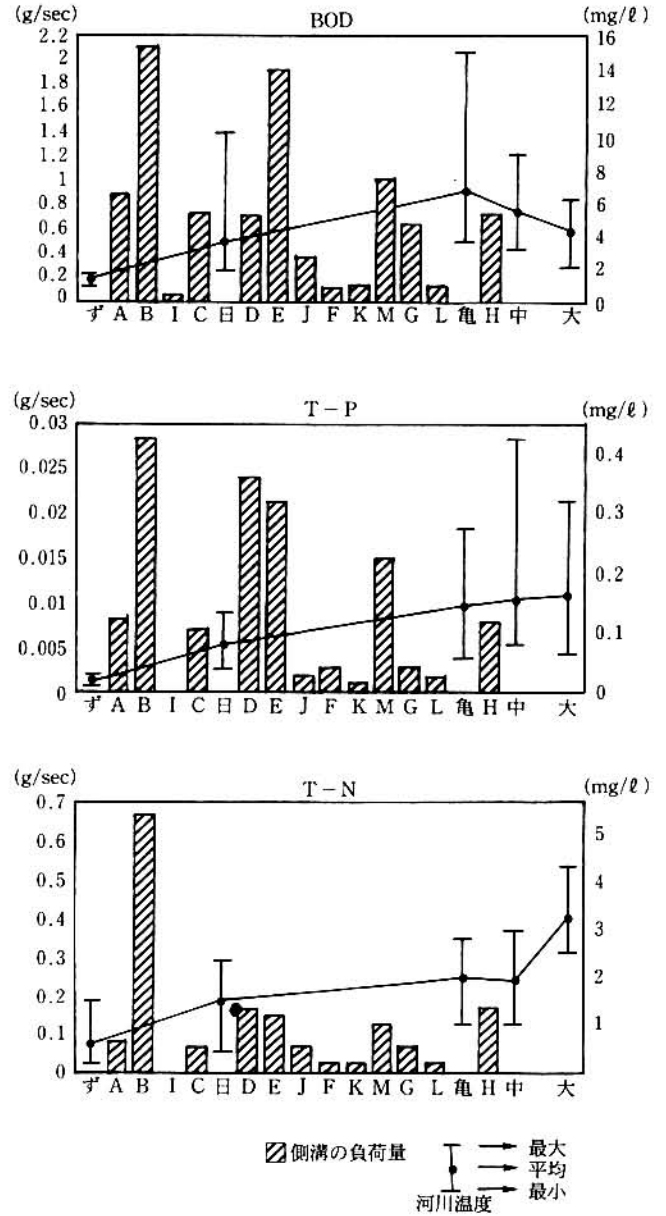 (g/sec) BOD (mg/ℓ)
2.2 16
2 14
1.8
1.6 12
1.4 10
1.2 8
1
0.8 6
0.6 4
0.4
0.2 2
0 0
ず A B I C 日 D E J F K M G L 亀 H 中 大
(g/sec) T-P (mg/ℓ)
0.03
0.025 0.4
0.02 0.3
0.015 0.2
0.01
0.005 0.1
0 0
ず A B I C 日 D E J F K M G L 亀 H 中 大
(g/sec) T-N (mg/ℓ)
0.7
0.6 5
0.5 4
0.4
0.3 3
0.2 2
0.1 1
0
ず A B I C 日 D E J F K M G L 亀 H 中 大
側溝の負荷量 最大
平均
最小
河川温度